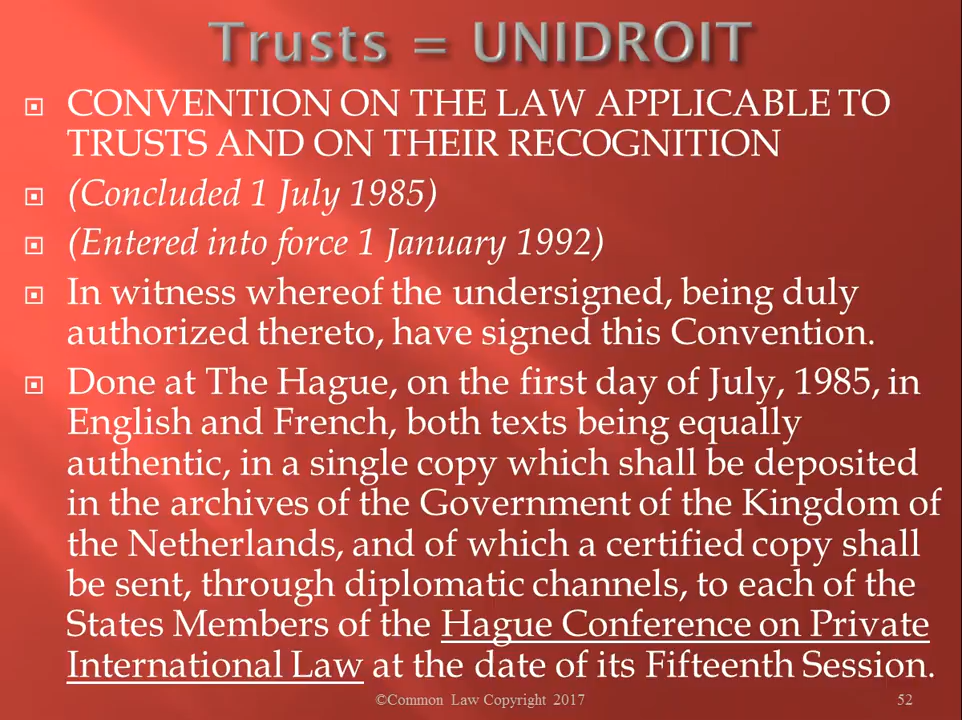 Trusts = UNIDROIT
CONVENTION ON THE LAW APPLICABLE TO
TRUSTS AND ON THEIR RECOGNITION
(Concluded 1 July 1985)
(Entered into force 1 January 1992)
In witness whereof the undersigned, being duly
authorized thereto, have signed this Convention.
Done at The Hague, on the first day of July, 1985, in
English and French, both texts being equally
authentic, in a single copy which shall be deposited
in the archives of the Government of the Kingdom of
the Netherlands, and of which a certified copy shall
be sent, through diplomatic channels, to each of the
States Members of the Hague Conference on Private
International Law at the date of its Fifteenth Session.
©Common Law Copyright 2017
52